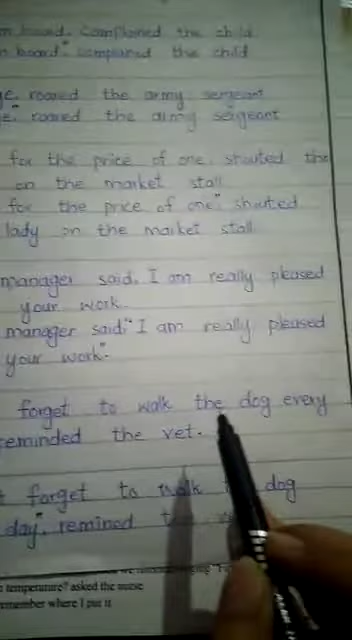 board. Complained the child
board" complained the child
roared the army sergeant
roared the army sergeant
for the price of one, shouted the
on the market stall
for the price of one" shouted
lady on the market stall
manager said. I am really pleased
your work
manager said "I am really pleased
your work".
forget to walk the dog every
reminded the vet.
forget to walk dog
day", remined
temperature? asked the nurse
remember where I put it